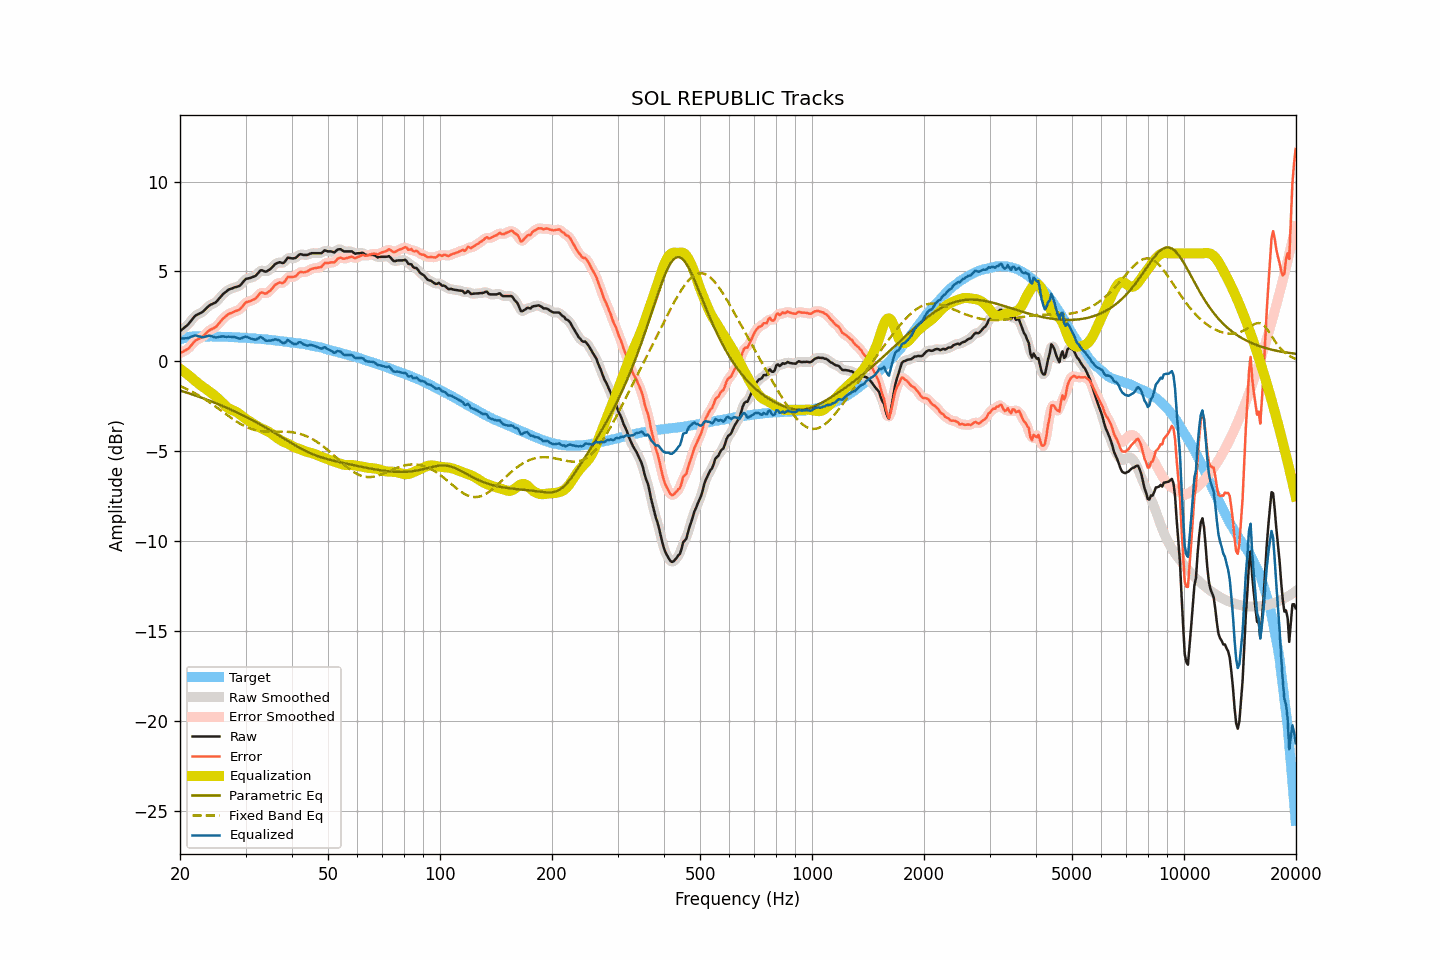 SOL REPUBLIC Tracks
Amplitude (dBr)
10
5
0
−5
−10
−15
−20
−25
Target
Raw Smoothed
Error Smoothed
Raw
Error
Equalization
Parametric Eq
Fixed Band Eq
Equalized
20 50 100 200 500 1000 2000 5000 10000 20000
Frequency (Hz)